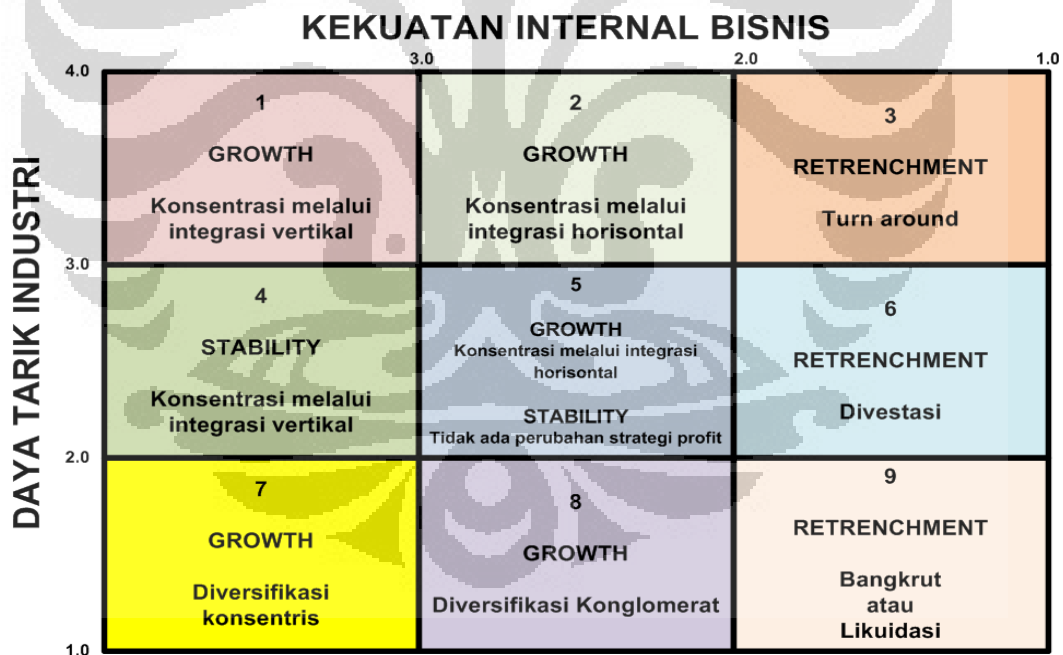 KEKUATAN INTERNAL BISNIS
4.0
3.0
2.0
1.0
DAYA TARIK INDUSTRI
1
GROWTH
Konsentrasi melalui
integrasi vertikal
2
GROWTH
Konsentrasi melalui
integrasi horisontal
3
RETRENCHMENT
Turn around
3.0
4
STABILITY
Konsentrasi melalui
integrasi vertikal
5
GROWTH
Konsentrasi melalui integrasi
horisontal
STABILITY
Tidak ada perubahan strategi profit
6
RETRENCHMENT
Divestasi
2.0
7
GROWTH
Diversifikasi
konsentris
8
GROWTH
Diversifikasi Konglomerat
9
RETRENCHMENT
Bangkrut
atau
Likuidasi
1.0